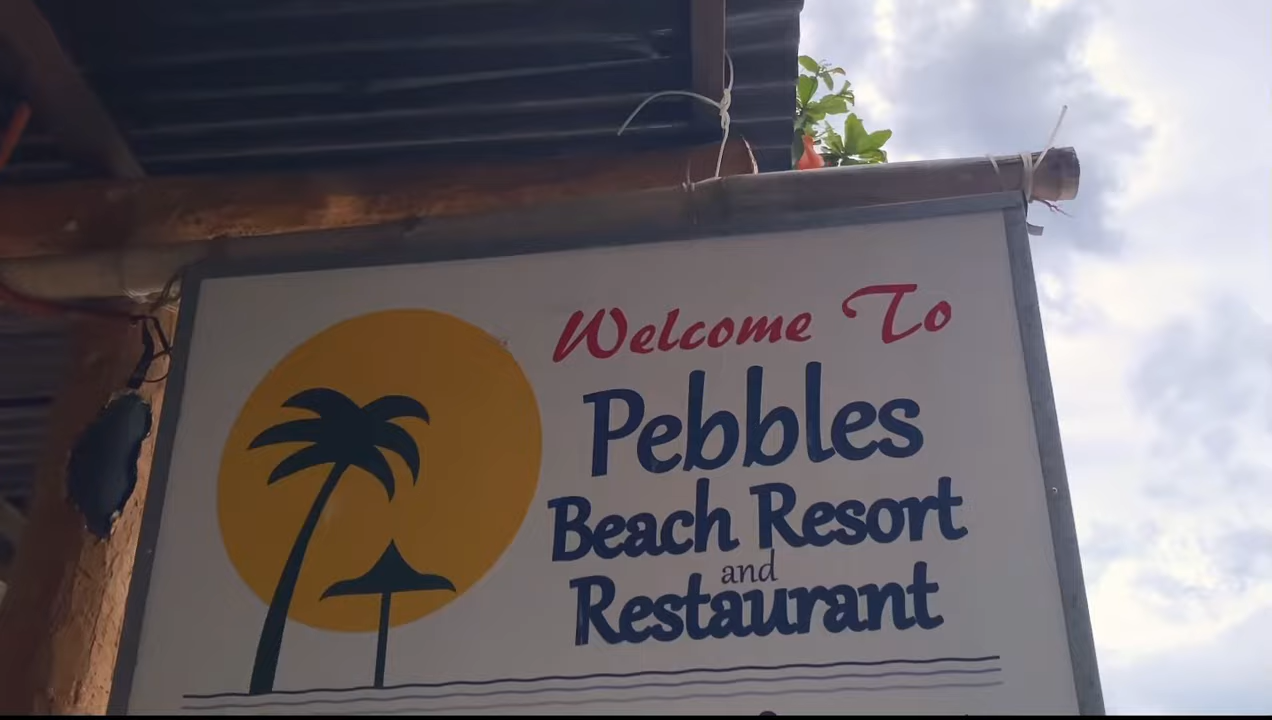 Welcome To
Pebbles
Beach Resort
and
Restaurant